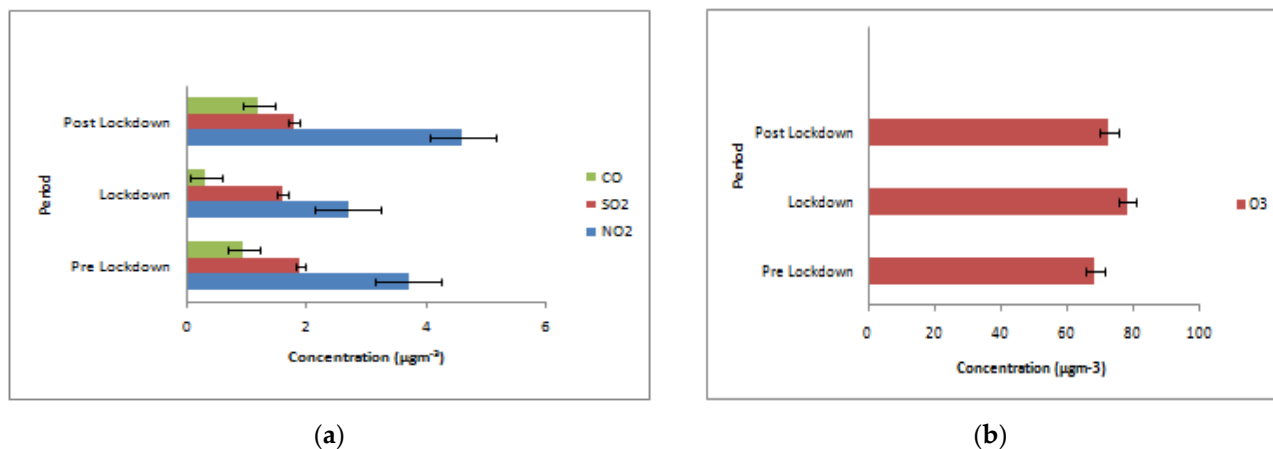 Post Lockdown
Lockdown
Pre Lockdown
Period
0 2 4 6
Concentration (µgm⁻³)
CO
SO2
NO2
(a)
Post Lockdown
Lockdown
Pre Lockdown
Period
0 20 40 60 80 100
Concentration (µgm-3)
O3
(b)